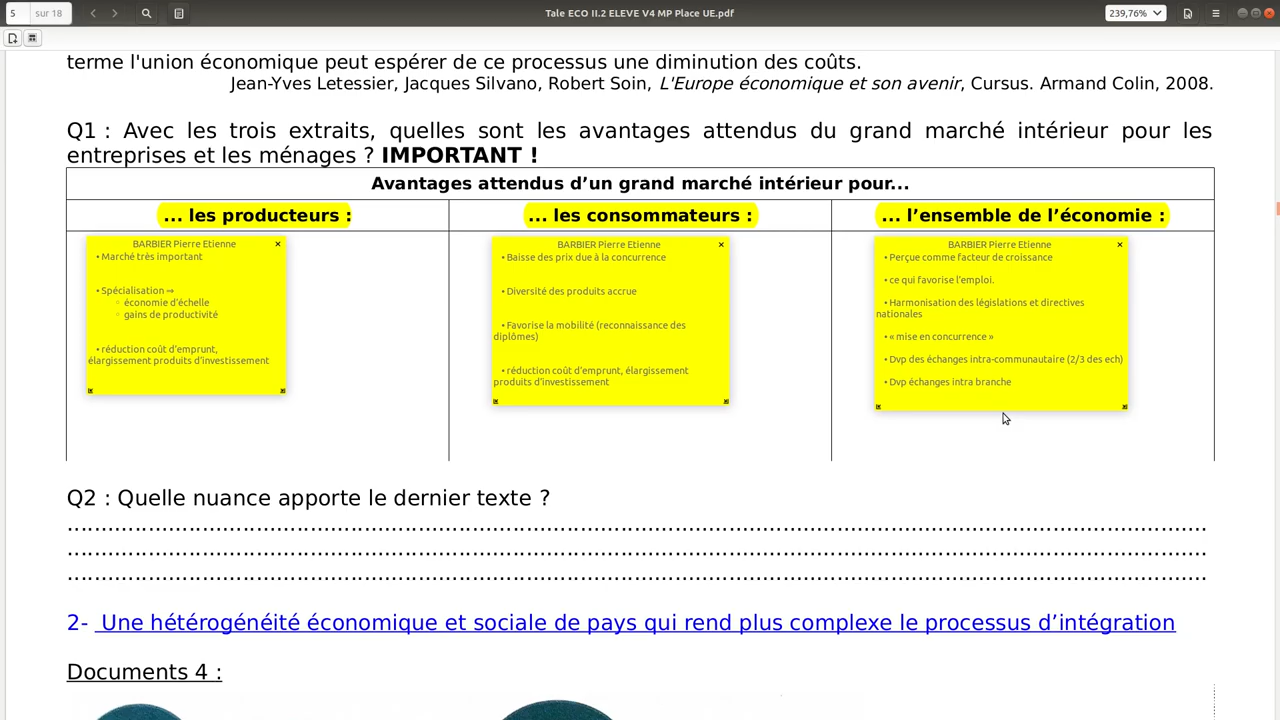 5 sur 18
Tale ECO II.2 ELEVE V4 MP Place UE.pdf
239,76%
terme l'union économique peut espérer de ce processus une diminution des coûts.
Jean-Yves Letessier, Jacques Silvano, Robert Soin, L'Europe économique et son avenir, Cursus. Armand Colin, 2008.
Q1 : Avec les trois extraits, quelles sont les avantages attendus du grand marché intérieur pour les
entreprises et les ménages ? IMPORTANT !
Avantages attendus d’un grand marché intérieur pour...
... les producteurs :
... les consommateurs :
... l’ensemble de l’économie :
BARBIER Pierre Etienne
• Marché très important
• Spécialisation ⇒
◦ économie d’échelle
◦ gains de productivité
• réduction coût d’emprunt,
élargissement produits d’investissement
BARBIER Pierre Etienne
• Baisse des prix due à la concurrence
• Diversité des produits accrue
• Favorise la mobilité (reconnaissance des
diplômes)
• réduction coût d’emprunt, élargissement
produits d’investissement
BARBIER Pierre Etienne
• Perçue comme facteur de croissance
• ce qui favorise l’emploi.
• Harmonisation des législations et directives
nationales
• « mise en concurrence »
• Dvp des échanges intra-communautaire (2/3 des ech)
• Dvp échanges intra branche
Q2 : Quelle nuance apporte le dernier texte ?
2- Une hétérogénéité économique et sociale de pays qui rend plus complexe le processus d’intégration
Documents 4 :